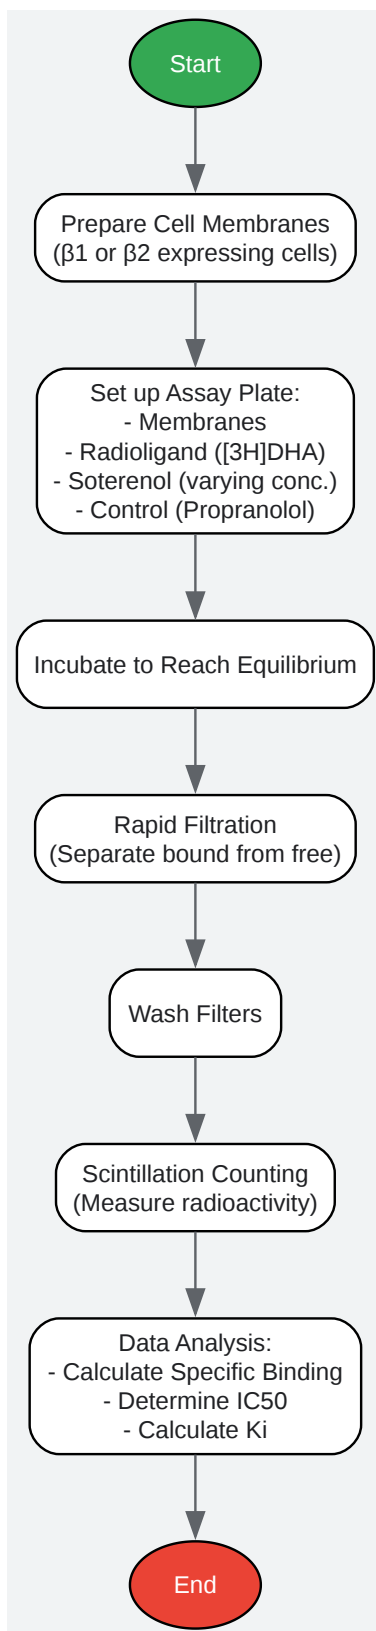 Start
Prepare Cell Membranes
(β1 or β2 expressing cells)
Set up Assay Plate:
- Membranes
- Radioligand ([3H]DHA)
- Soterenol (varying conc.)
- Control (Propranolol)
Incubate to Reach Equilibrium
Rapid Filtration
(Separate bound from free)
Wash Filters
Scintillation Counting
(Measure radioactivity)
Data Analysis:
- Calculate Specific Binding
- Determine IC50
- Calculate Ki
End